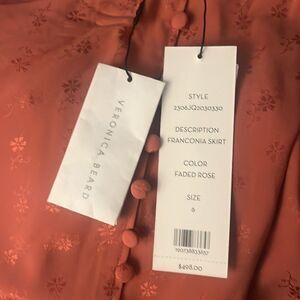 VERONICA BEARD
STYLE
2306JQ2030330
DESCRIPTION
FRANCONIA SKIRT
COLOR
FADED ROSE
SIZE
6
$498.00